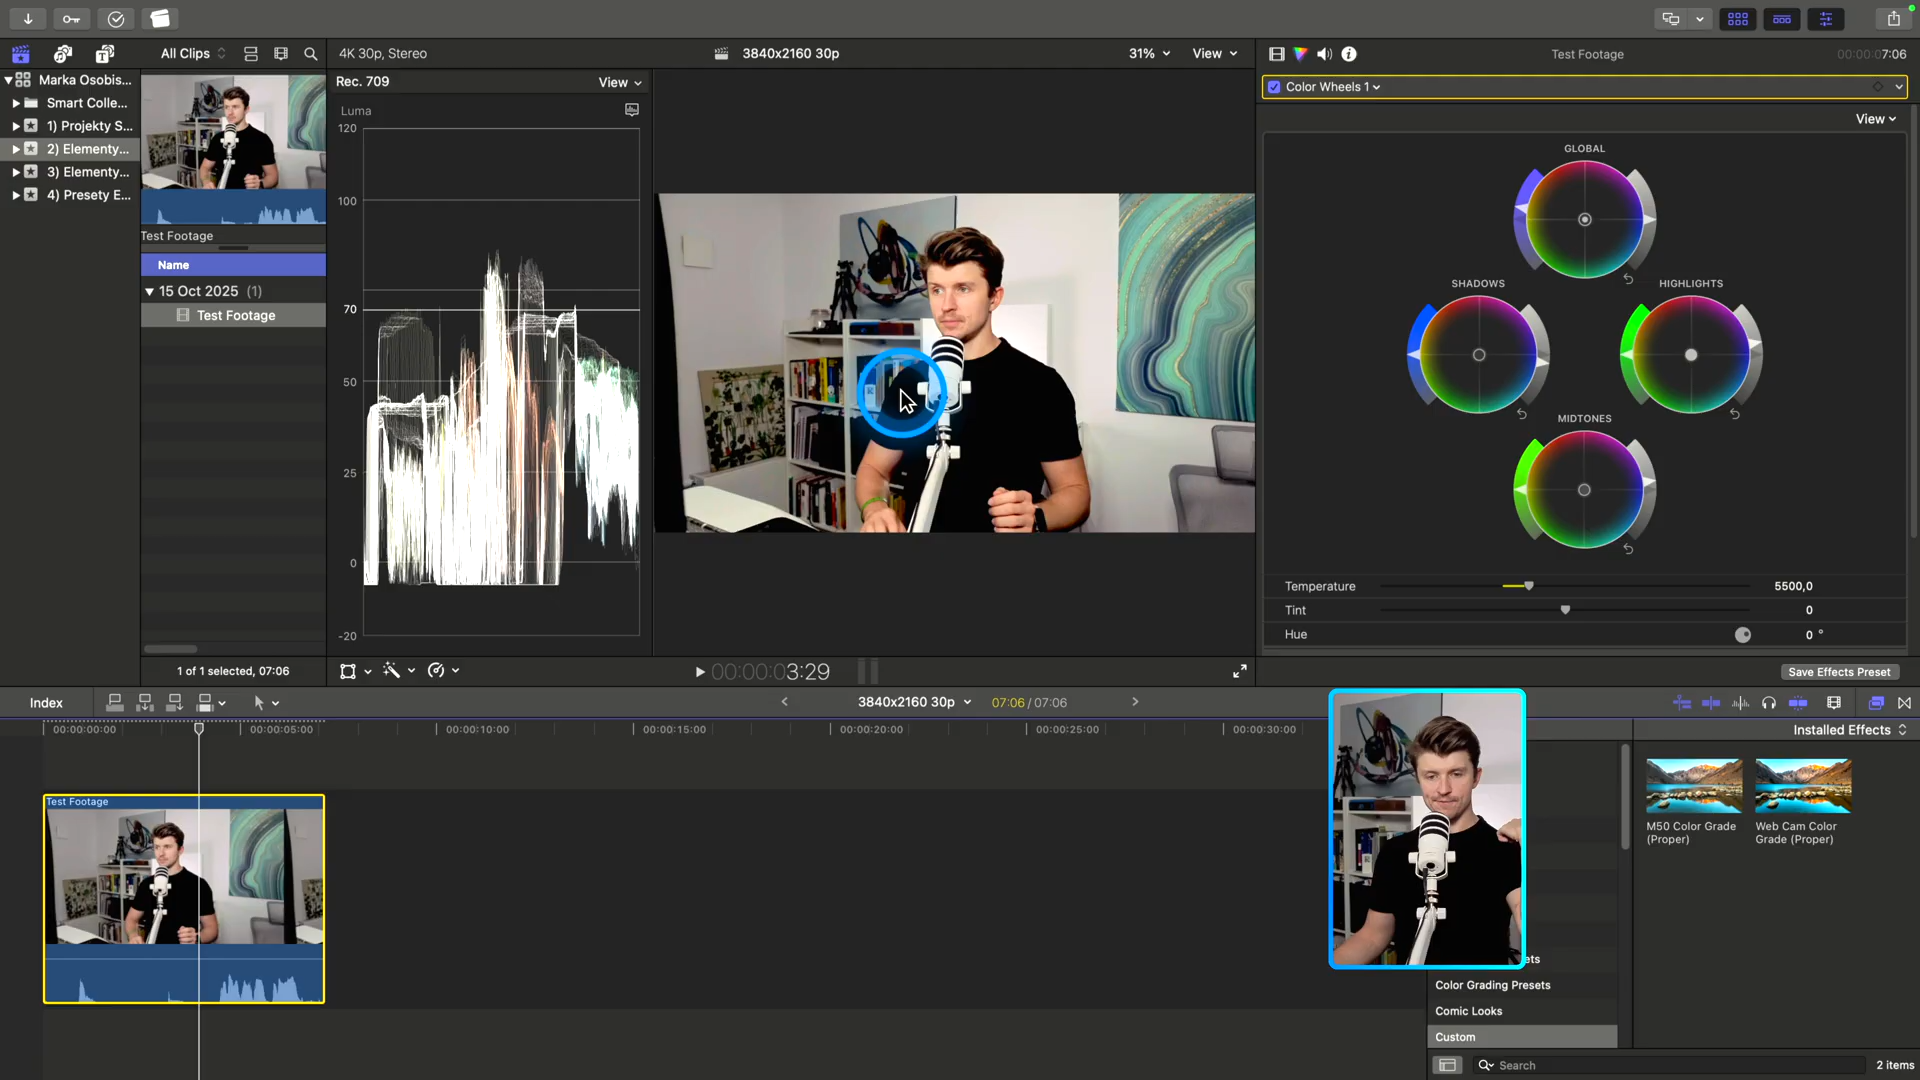 All Clips
4K 30p, Stereo
3840x2160 30p
31%
View
Test Footage
00:00:07:06
Marka Osobis...
Smart Colle...
1) Projekty S...
2) Elementy...
3) Elementy...
4) Presety E...
Test Footage
Name
15 Oct 2025 (1)
Test Footage
1 of 1 selected, 07:06
Rec. 709
View
Luma
120
100
70
50
25
0
-20
00:00:03:29
Color Wheels 1
View
GLOBAL
SHADOWS
HIGHLIGHTS
MIDTONES
Temperature 5500,0
Tint 0
Hue 0 °
Save Effects Preset
Index
3840x2160 30p
07:06 / 07:06
00:00:00:00
00:00:05:00
00:00:10:00
00:00:15:00
00:00:20:00
00:00:25:00
00:00:30:00
Test Footage
Installed Effects
M50 Color Grade (Proper)
Web Cam Color Grade (Proper)
ets
Color Grading Presets
Comic Looks
Custom
Search
2 items